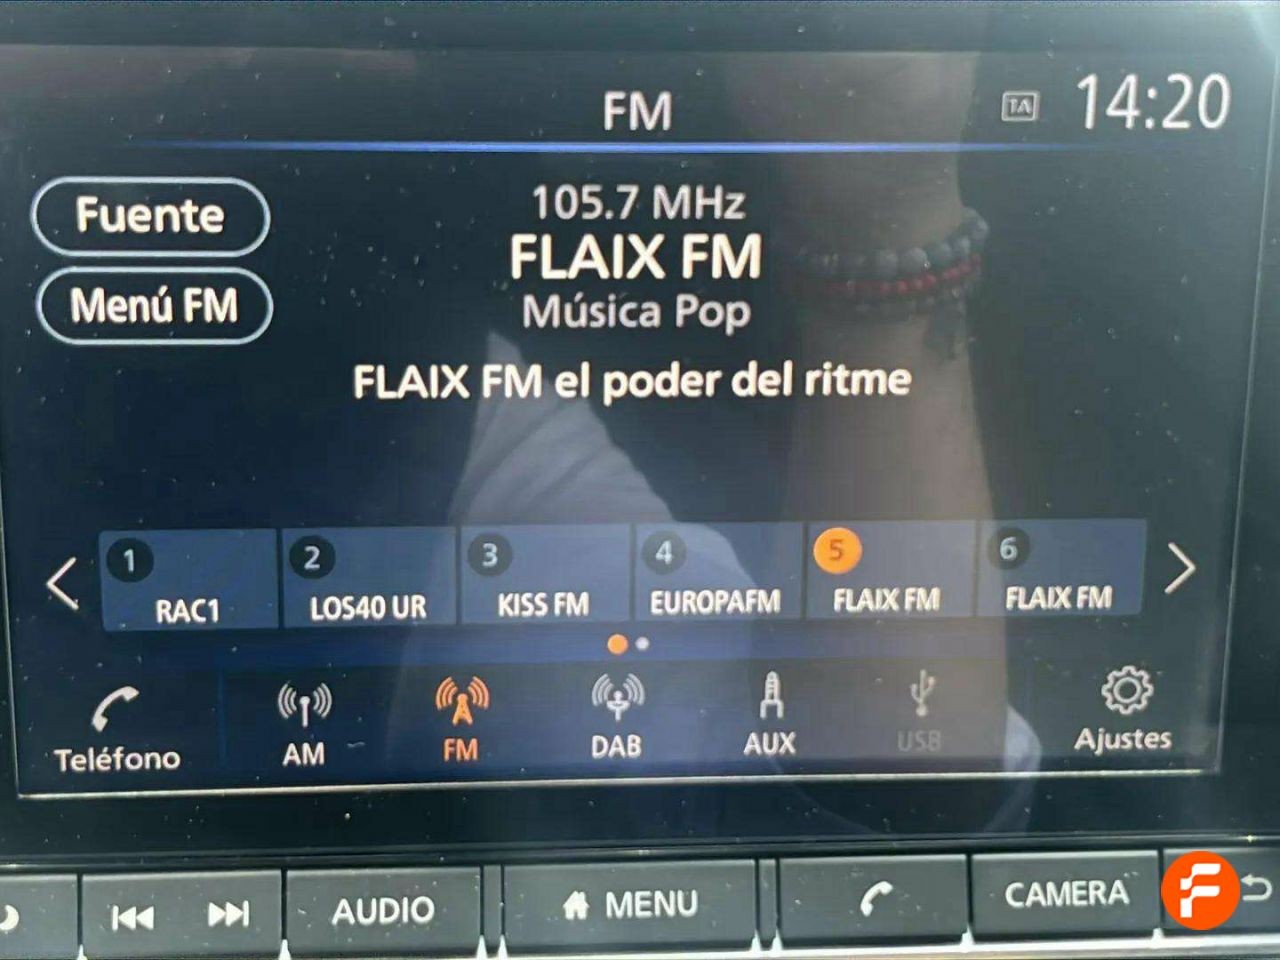 FM
TA
14:20
Fuente
105.7 MHz
FLAIX FM
Menú FM
Música Pop
FLAIX FM el poder del ritme
1
RAC1
2
LOS40 UR
3
KISS FM
4
EUROPAFM
5
FLAIX FM
6
FLAIX FM
Teléfono
AM
FM
DAB
AUX
USB
Ajustes
AUDIO
MENU
CAMERA